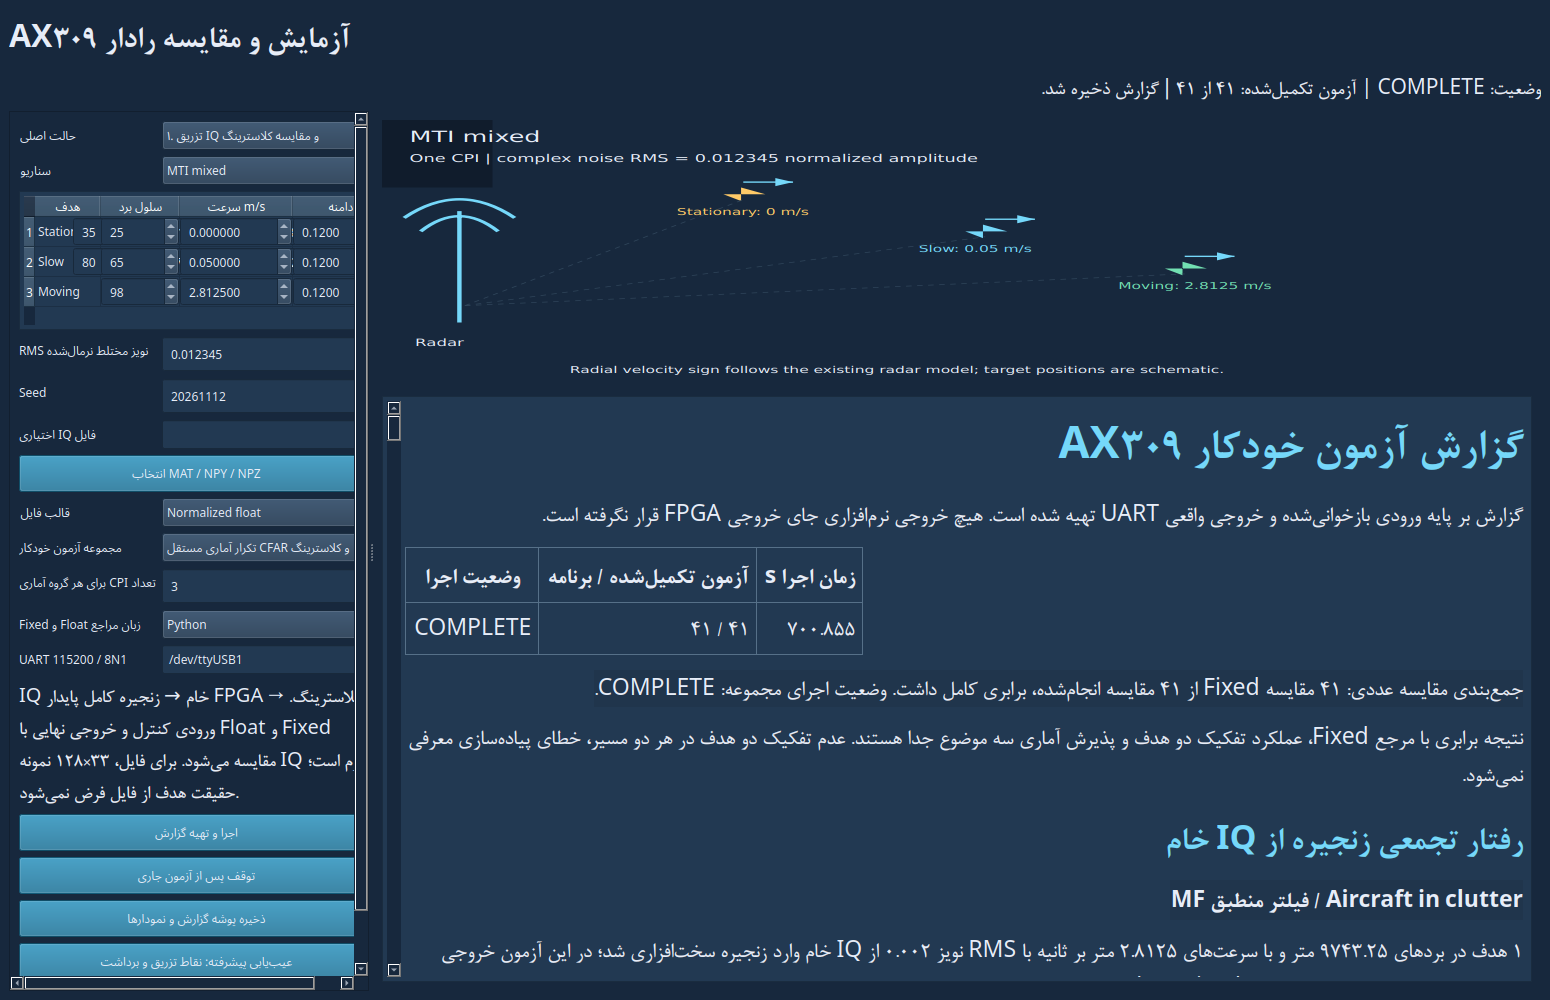 آزمایش و مقایسه رادار AX۳۰۹
وضعیت: COMPLETE | آزمون تکمیل‌شده: ۴۱ از ۴۱ | گزارش ذخیره شد.
حالت اصلی
۱. تزریق IQ و مقایسه کلاسترینگ
سناریو
MTI mixed
هدف
سلول برد
سرعت m/s
دامنه
1 Station 35 25 0.000000 0.1200
2 Slow 80 65 0.050000 0.1200
3 Moving 98 2.812500 0.1200
نویز مختلط نرمال‌شده RMS
0.012345
Seed
20261112
فایل IQ اختیاری
انتخاب MAT / NPY / NPZ
قالب فایل
Normalized float
مجموعه آزمون خودکار
تکرار آماری مستقل CFAR و کلاسترینگ
تعداد CPI برای هر گروه آماری
3
زبان مراجع Float و Fixed
Python
UART 115200 / 8N1
/dev/ttyUSB1
IQ خام → FPGA زنجیره کامل پایدار → کلاسترینگ.
ورودی کنترل و خروجی نهایی با Float و Fixed
مقایسه می‌شود. برای فایل، ۳۳×۱۲۸ نمونه IQ م است؛
حقیقت هدف از فایل فرض نمی‌شود.
اجرا و تهیه گزارش
توقف پس از آزمون جاری
ذخیره پوشه گزارش و نمودارها
عیب‌یابی پیشرفته: نقاط تزریق و برداشت
MTI mixed
One CPI | complex noise RMS = 0.012345 normalized amplitude
Stationary: 0 m/s
Slow: 0.05 m/s
Moving: 2.8125 m/s
Radar
Radial velocity sign follows the existing radar model; target positions are schematic.
گزارش آزمون خودکار AX۳۰۹
گزارش بر پایه ورودی بازخوانی‌شده و خروجی واقعی UART تهیه شده است. هیچ خروجی نرم‌افزاری جای خروجی FPGA قرار نگرفته است.
وضعیت اجرا
آزمون تکمیل‌شده / برنامه
زمان اجرا s
COMPLETE
۴۱ / ۴۱
۷۰۰.۸۵۵
جمع‌بندی مقایسه عددی: ۴۱ مقایسه Fixed از ۴۱ مقایسه انجام‌شده، برابری کامل داشت. وضعیت اجرای مجموعه: COMPLETE.
نتیجه برابری با مرجع Fixed، عملکرد تفکیک دو هدف و پذیرش آماری سه موضوع جدا هستند. عدم تفکیک دو هدف در هر دو مسیر، خطای پیاده‌سازی معرفی
نمی‌شود.
رفتار تجمعی زنجیره از IQ خام
Aircraft in clutter / فیلتر منطبق MF
۱ هدف در بردهای ۹۷۴۳.۲۵ متر و با سرعت‌های ۲.۸۱۲۵ متر بر ثانیه با RMS نویز ۰.۰۰۲ از IQ خام وارد زنجیره سخت‌افزاری شد؛ در این آزمون خروجی